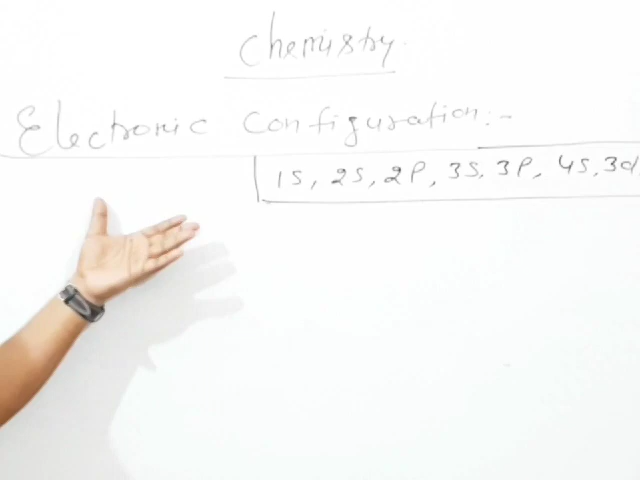 Chemistry.
Electronic Configuration:-
1s, 2s, 2p, 3s, 3p, 4s, 3d,